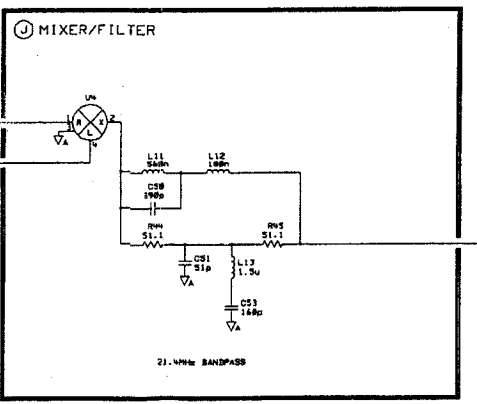 J MIXER/FILTER
U4
R X 2
L
4
A
L11
560n
L12
100n
C50
390p
R44
51.1
R45
51.1
C51
51p
L13
1.5u
A
C53
160p
A
21.4MHz BANDPASS